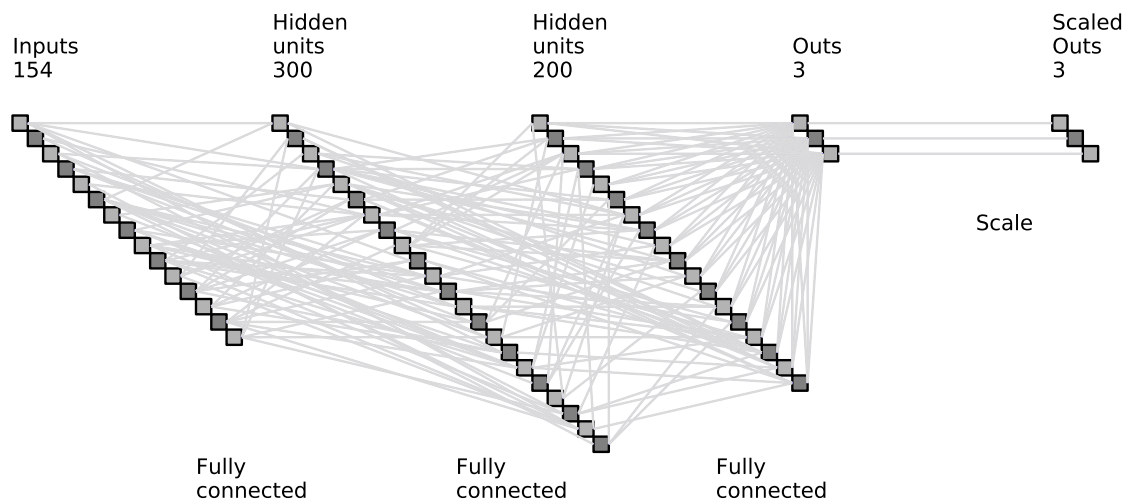 Inputs
154
Hidden
units
300
Hidden
units
200
Outs
3
Scaled
Outs
3
Scale
Fully
connected
Fully
connected
Fully
connected